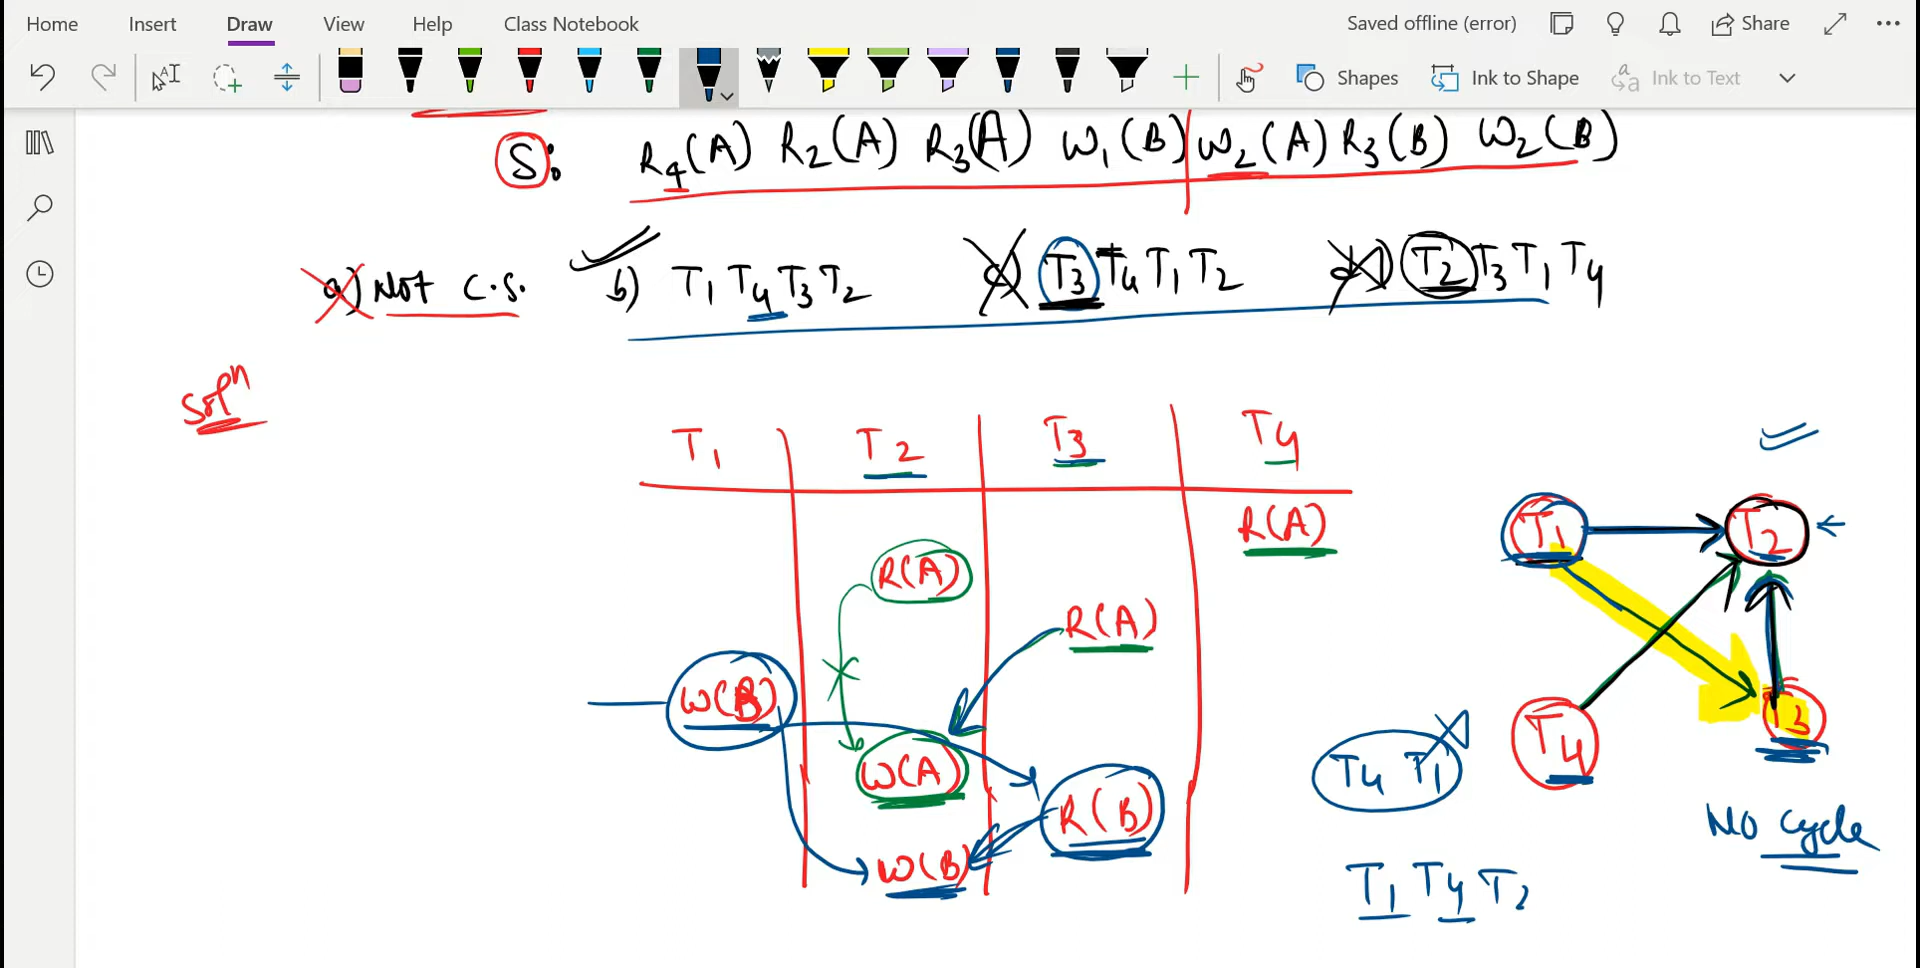 Home Insert Draw View Help Class Notebook Saved offline (error) Share
Shapes Ink to Shape Ink to Text
S: R4(A) R2(A) R3(A) W1(B) W2(A) R3(B) W2(B)
a) Not C.S. b) T1 T4 T3 T2 c) T3 T4 T1 T2 d) T2 T3 T1 T4
Solⁿ
T1 T2 T3 T4
R(A)
R(A)
R(A)
W(B)
W(A)
R(B)
W(B)
T1 T2
T4 T3
T4 T1
No cycle
T1 T4 T2